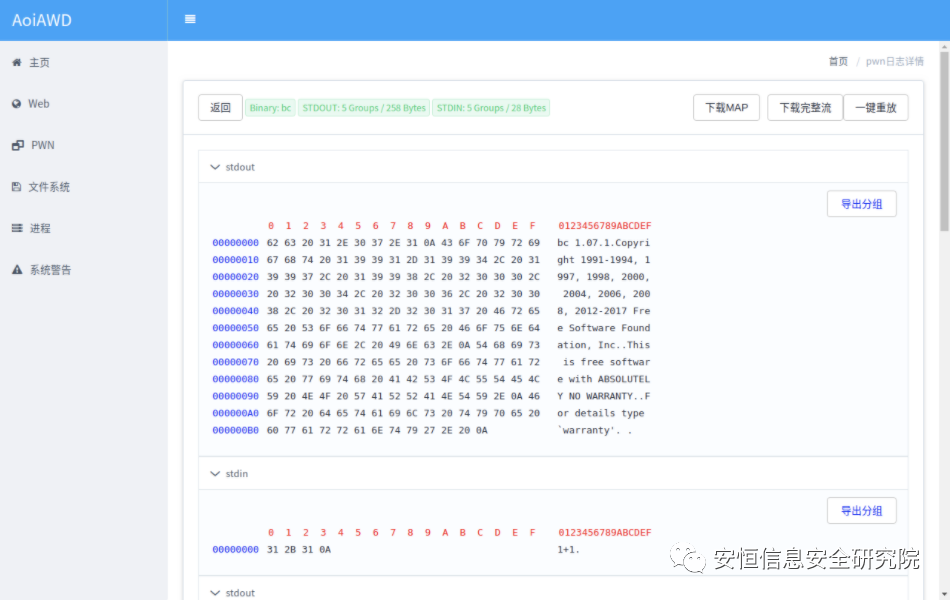 AoiAWD
主页
Web
PWN
文件系统
进程
系统警告
首页 / pwn日志详情
返回 Binary: bc STDOUT: 5 Groups / 258 Bytes STDIN: 5 Groups / 28 Bytes 下载MAP 下载完整流 一键重放
stdout
导出分组
0 1 2 3 4 5 6 7 8 9 A B C D E F 0123456789ABCDEF
00000000 62 63 20 31 2E 30 37 2E 31 0A 43 6F 70 79 72 69 bc 1.07.1.Copyri
00000010 67 68 74 20 31 39 39 31 2D 31 39 39 34 2C 20 31 ght 1991-1994, 1
00000020 39 39 37 2C 20 31 39 39 38 2C 20 32 30 30 30 2C 997, 1998, 2000,
00000030 20 32 30 30 34 2C 20 32 30 30 36 2C 20 32 30 30 2004, 2006, 200
00000040 38 2C 20 32 30 31 32 2D 32 30 31 37 20 46 72 65 8, 2012-2017 Fre
00000050 65 20 53 6F 66 74 77 61 72 65 20 46 6F 75 6E 64 e Software Found
00000060 61 74 69 6F 6E 2C 20 49 6E 63 2E 0A 54 68 69 73 ation, Inc..This
00000070 20 69 73 20 66 72 65 65 20 73 6F 66 74 77 61 72 is free softwar
00000080 65 20 77 69 74 68 20 41 42 53 4F 4C 55 54 45 4C e with ABSOLUTEL
00000090 59 20 4E 4F 20 57 41 52 52 41 4E 54 59 2E 0A 46 Y NO WARRANTY..F
000000A0 6F 72 20 64 65 74 61 69 6C 73 20 74 79 70 65 20 or details type
000000B0 60 77 61 72 72 61 6E 74 79 27 2E 20 0A `warranty'. .
stdin
导出分组
0 1 2 3 4 5 6 7 8 9 A B C D E F 0123456789ABCDEF
00000000 31 2B 31 0A 1+1.
安恒信息安全研究院
stdout